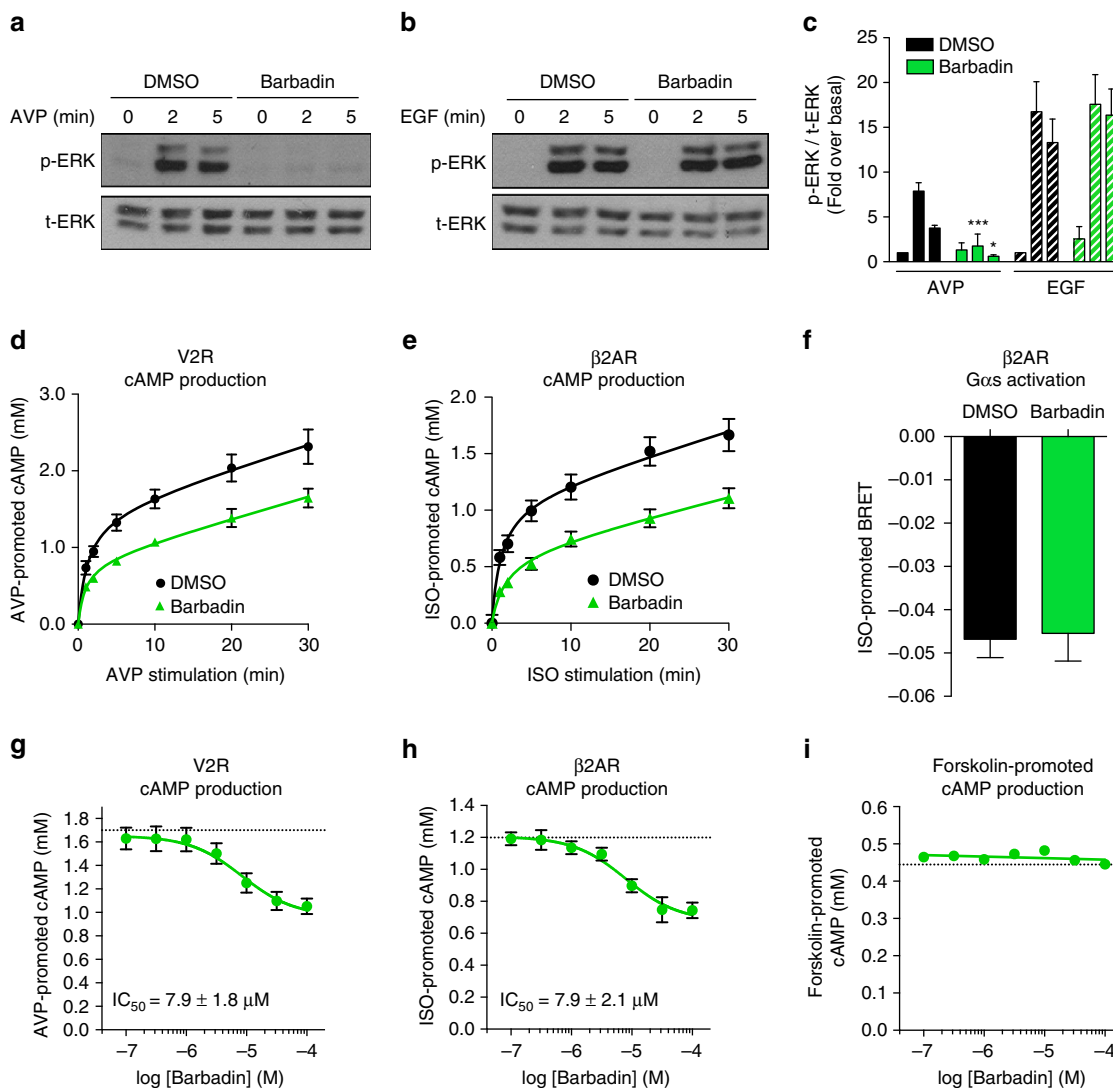 a
DMSO Barbadin
AVP (min) 0 2 5 0 2 5
p-ERK
t-ERK
b
DMSO Barbadin
EGF (min) 0 2 5 0 2 5
p-ERK
t-ERK
c
p-ERK / t-ERK
(Fold over basal)
25
20
15
10
5
0
DMSO
Barbadin
***
*
AVP EGF
d
V2R
cAMP production
AVP-promoted cAMP (mM)
3.0
2.0
1.0
0.0
DMSO
Barbadin
0 10 20 30
AVP stimulation (min)
e
β2AR
cAMP production
ISO-promoted cAMP (mM)
2.0
1.5
1.0
0.5
0.0
DMSO
Barbadin
0 10 20 30
ISO stimulation (min)
f
β2AR
Gαs activation
DMSO Barbadin
ISO-promoted BRET
0.00
−0.01
−0.02
−0.03
−0.04
−0.05
−0.06
g
V2R
cAMP production
AVP-promoted cAMP (mM)
1.8
1.6
1.4
1.2
1.0
0.8
0.6
0.4
0.2
0.0
IC50 = 7.9 ± 1.8 μM
−7 −6 −5 −4
log [Barbadin] (M)
h
β2AR
cAMP production
ISO-promoted cAMP (mM)
1.4
1.2
1.0
0.8
0.6
0.4
0.2
0.0
IC50 = 7.9 ± 2.1 μM
−7 −6 −5 −4
log [Barbadin] (M)
i
Forskolin-promoted
cAMP production
Forskolin-promoted
cAMP (mM)
0.6
0.5
0.4
0.3
0.2
0.1
0.0
−7 −6 −5 −4
log [Barbadin] (M)